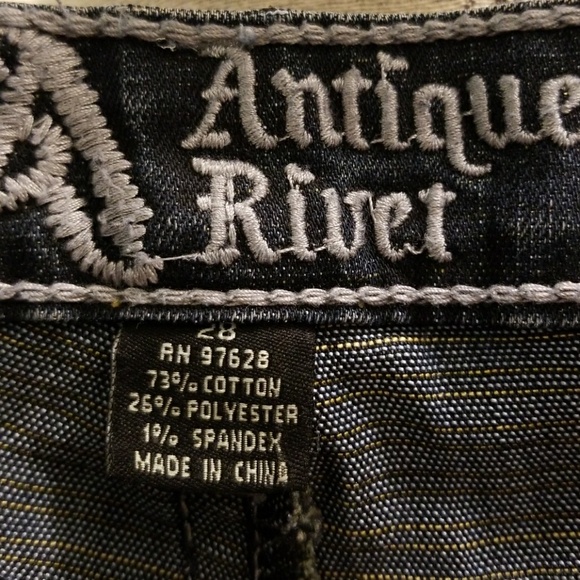 Antique
Rivet
28
RN 97628
73% COTTON
26% POLYESTER
1% SPANDEX
MADE IN CHINA